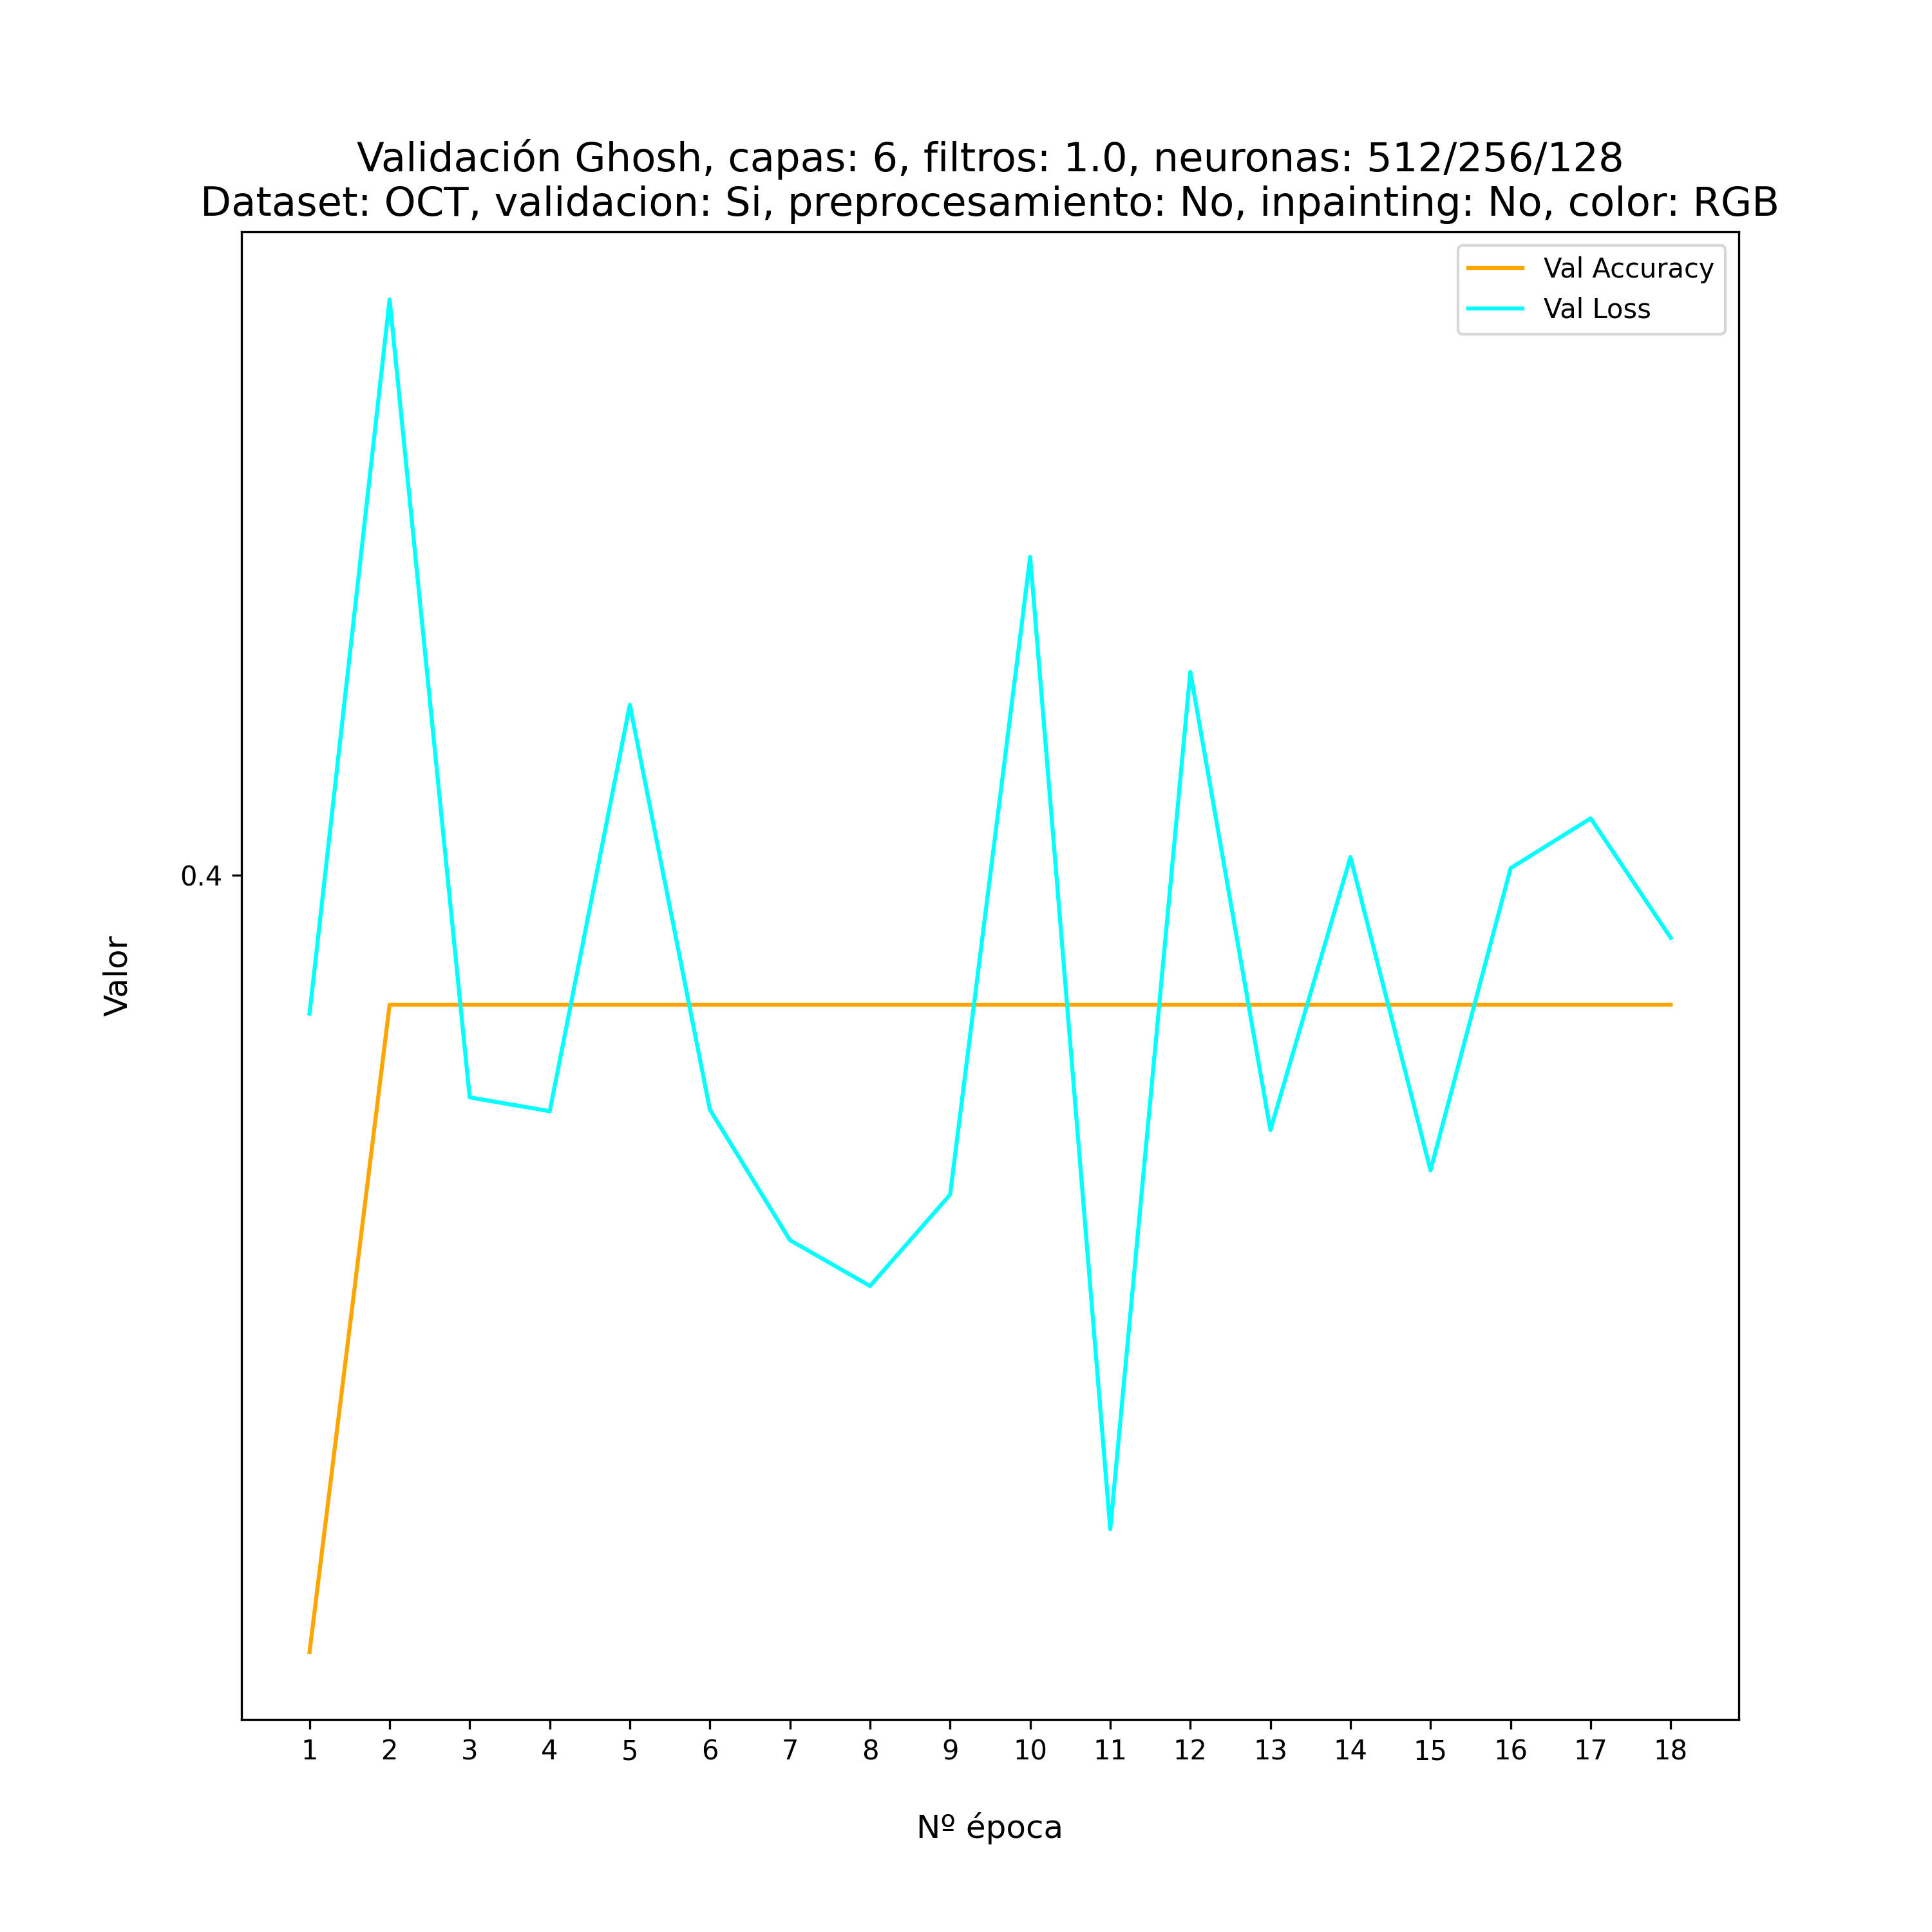 Validación Ghosh, capas: 6, filtros: 1.0, neuronas: 512/256/128
Dataset: OCT, validacion: Si, preprocesamiento: No, inpainting: No, color: RGB
Val Accuracy
Val Loss
0.4
Valor
1 2 3 4 5 6 7 8 9 10 11 12 13 14 15 16 17 18
Nº época